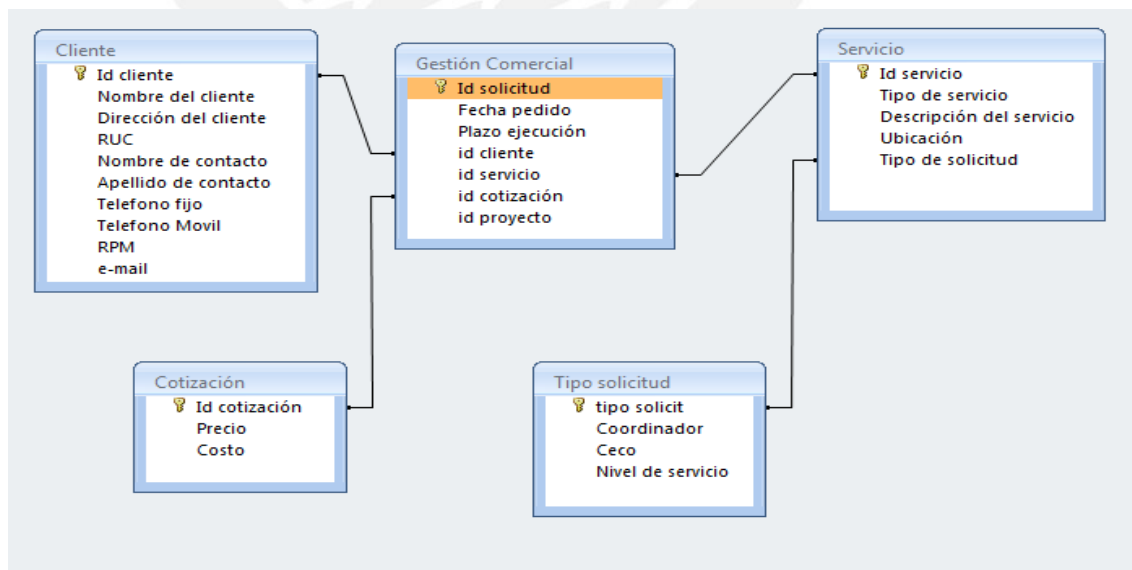 Cliente
Id cliente
Nombre del cliente
Dirección del cliente
RUC
Nombre de contacto
Apellido de contacto
Telefono fijo
Telefono Movil
RPM
e-mail
Gestión Comercial
Id solicitud
Fecha pedido
Plazo ejecución
id cliente
id servicio
id cotización
id proyecto
Servicio
Id servicio
Tipo de servicio
Descripción del servicio
Ubicación
Tipo de solicitud
Cotización
Id cotización
Precio
Costo
Tipo solicitud
tipo solicit
Coordinador
Ceco
Nivel de servicio